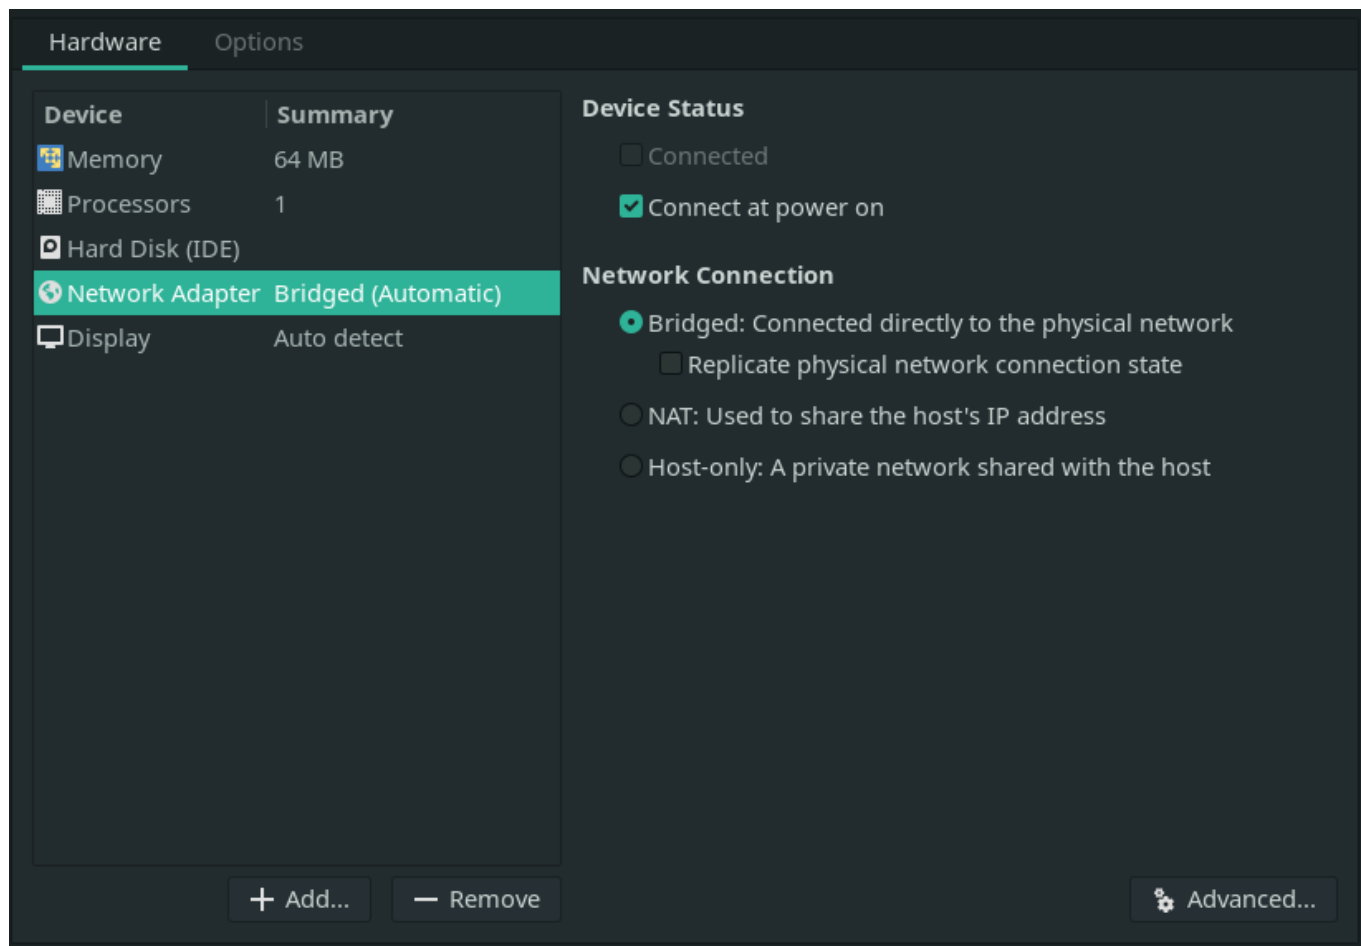 Hardware Options
Device Summary
Memory 64 MB
Processors 1
Hard Disk (IDE)
Network Adapter Bridged (Automatic)
Display Auto detect
Add...
Remove
Device Status
Connected
Connect at power on
Network Connection
Bridged: Connected directly to the physical network
Replicate physical network connection state
NAT: Used to share the host's IP address
Host-only: A private network shared with the host
Advanced...